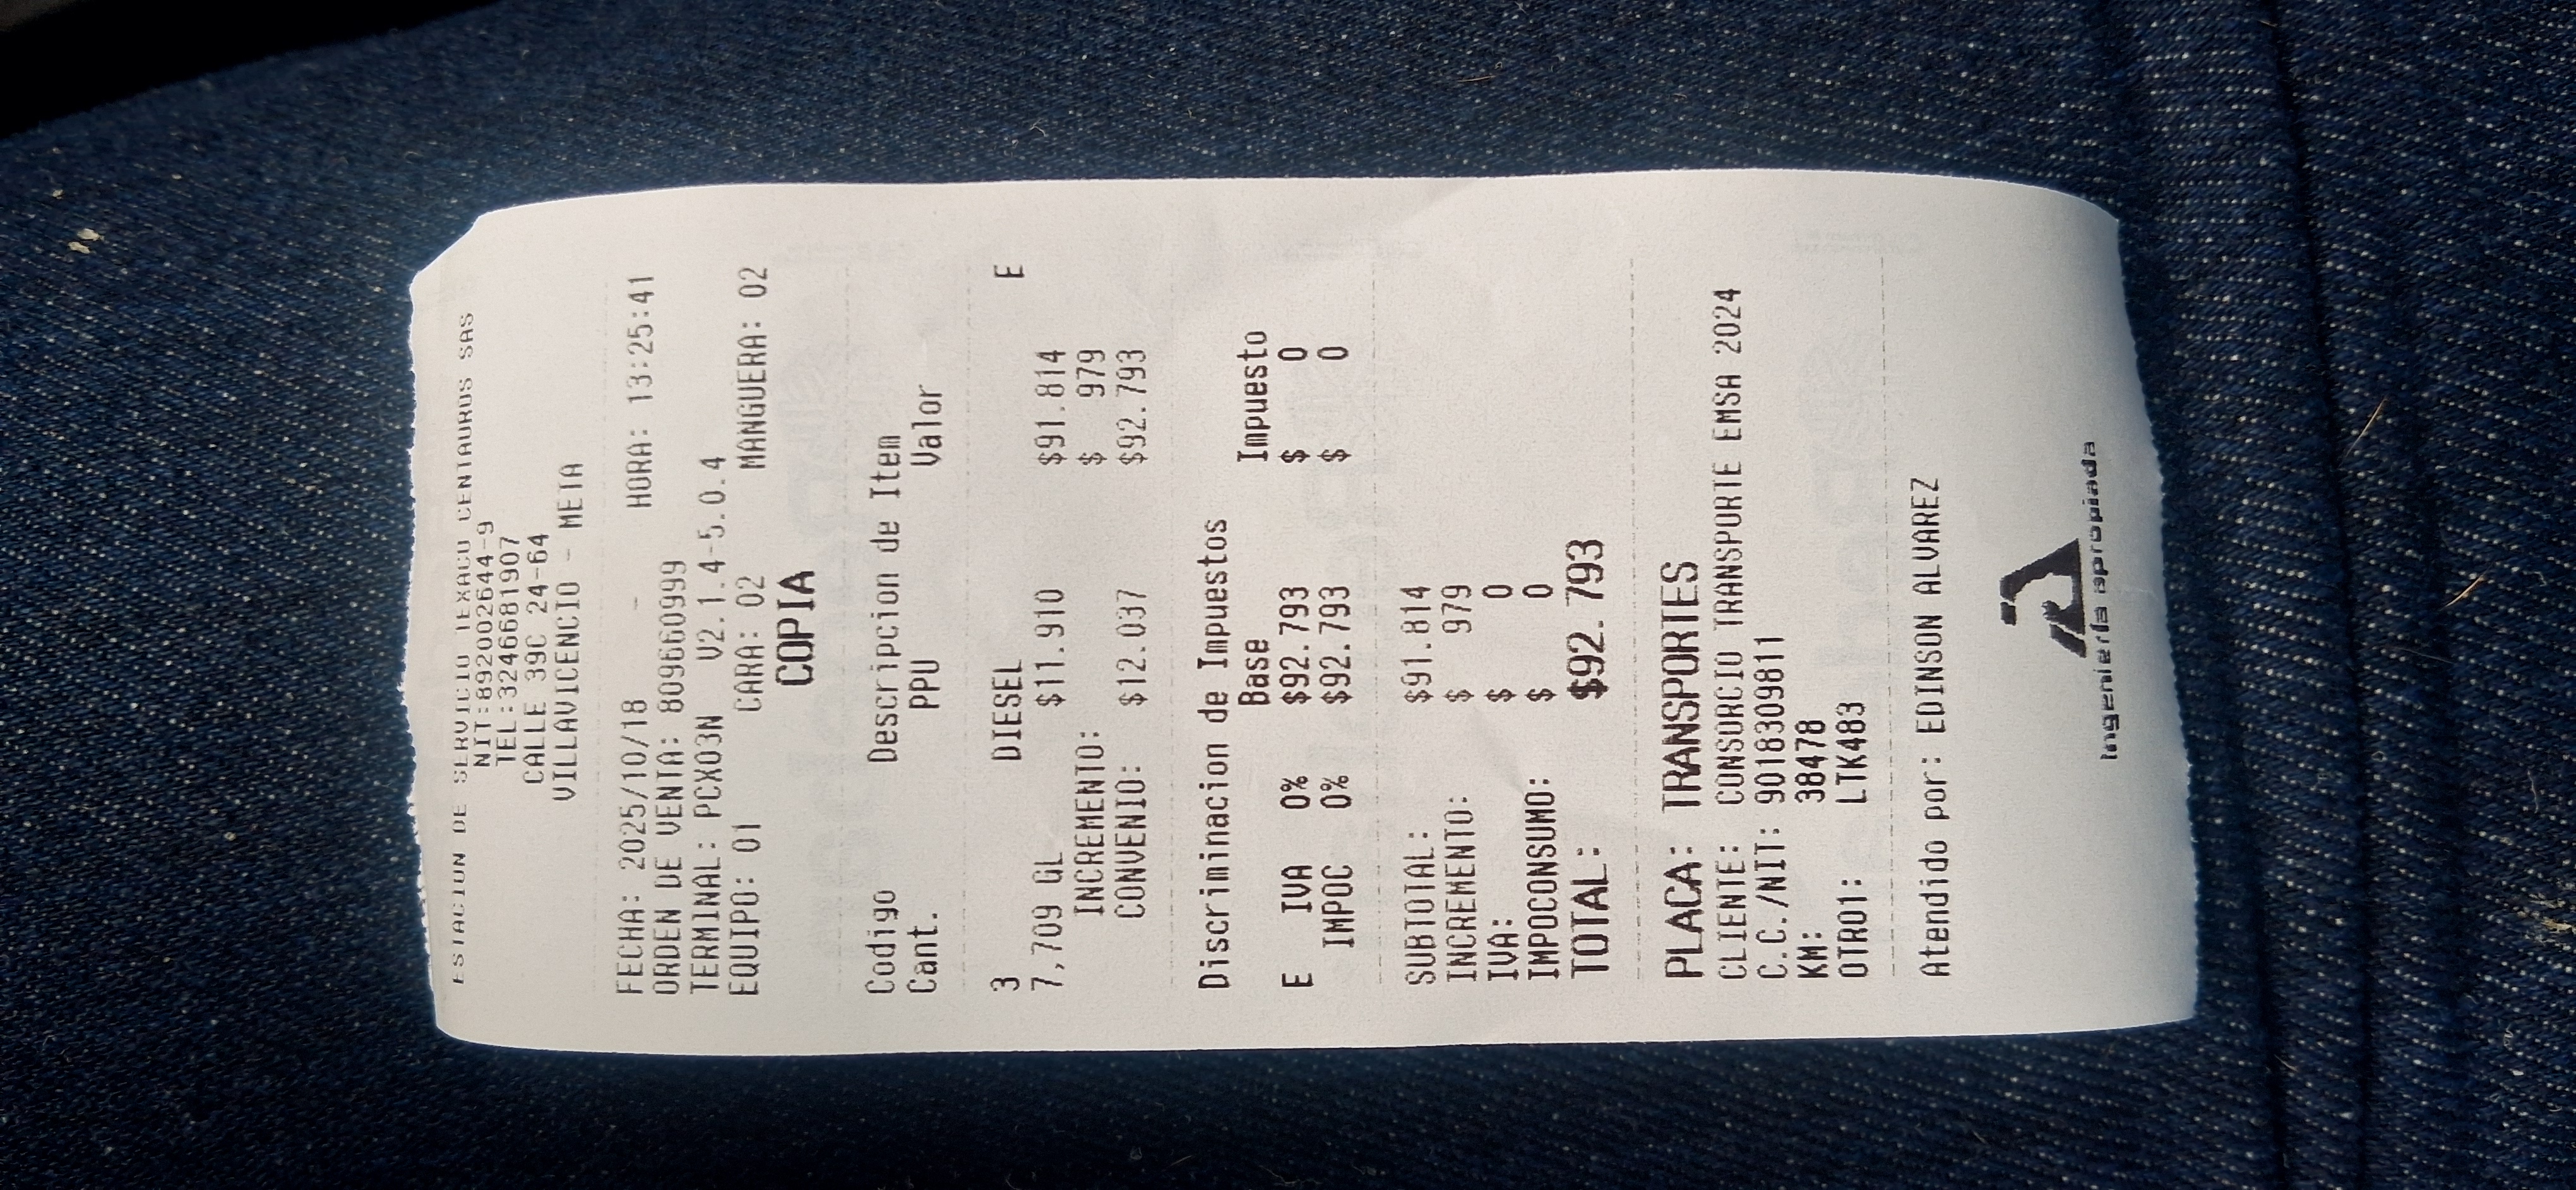 ESTACION DE SERVICIO TEXACO CENTAURUS SAS
NIT:892002644-9
TEL:3246681907
CALLE 39C 24-64
VILLAVICENCIO - META
FECHA: 2025/10/18 - HORA: 13:25:41
ORDEN DE VENTA: 8096660999
TERMINAL: PCX03N V2.1.4-5.0.4
EQUIPO: 01 CARA: 02 MANGUERA: 02
COPIA
Codigo Descripcion de Item
Cant. PPU Valor
3 DIESEL E
7,709 GL $11.910 $91.814
INCREMENTO: $ 979
CONVENIO: $12.037 $92.793
Discriminacion de Impuestos
Base Impuesto
E IVA 0% $92.793 $ 0
IMPOC 0% $92.793 $ 0
SUBTOTAL: $91.814
INCREMENTO: $ 979
IVA: $ 0
IMPOCONSUMO: $ 0
TOTAL: $92.793
PLACA: TRANSPORTES
CLIENTE: CONSORCIO TRANSPORTE EMSA 2024
C.C./NIT: 9018309811
KM: 38478
OTRO1: LTK483
Atendido por: EDINSON ALVAREZ
Ingeniería apropiada